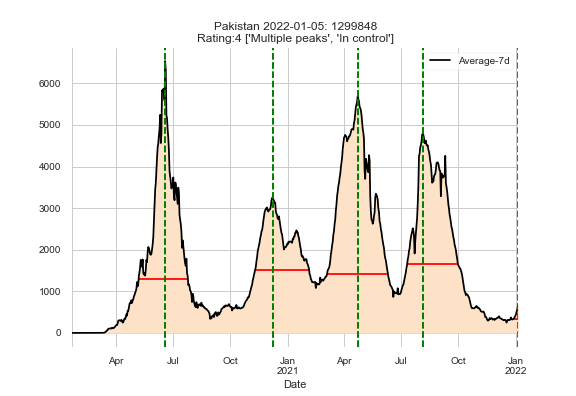 Pakistan 2022-01-05: 1299848
Rating:4 ['Multiple peaks', 'In control']
Average-7d
6000
5000
4000
3000
2000
1000
0
Apr Jul Oct Jan Apr Jul Oct Jan
2021 2022
Date